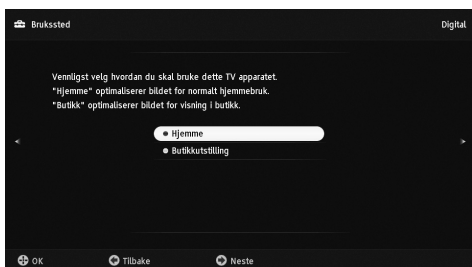 Brukssted Digital
Vennligst velg hvordan du skal bruke dette TV apparatet.
"Hjemme" optimaliserer bildet for normalt hjemmebruk.
"Butikk" optimaliserer bildet for visning i butikk.
Hjemme
Butikkutstilling
OK Tilbake Neste